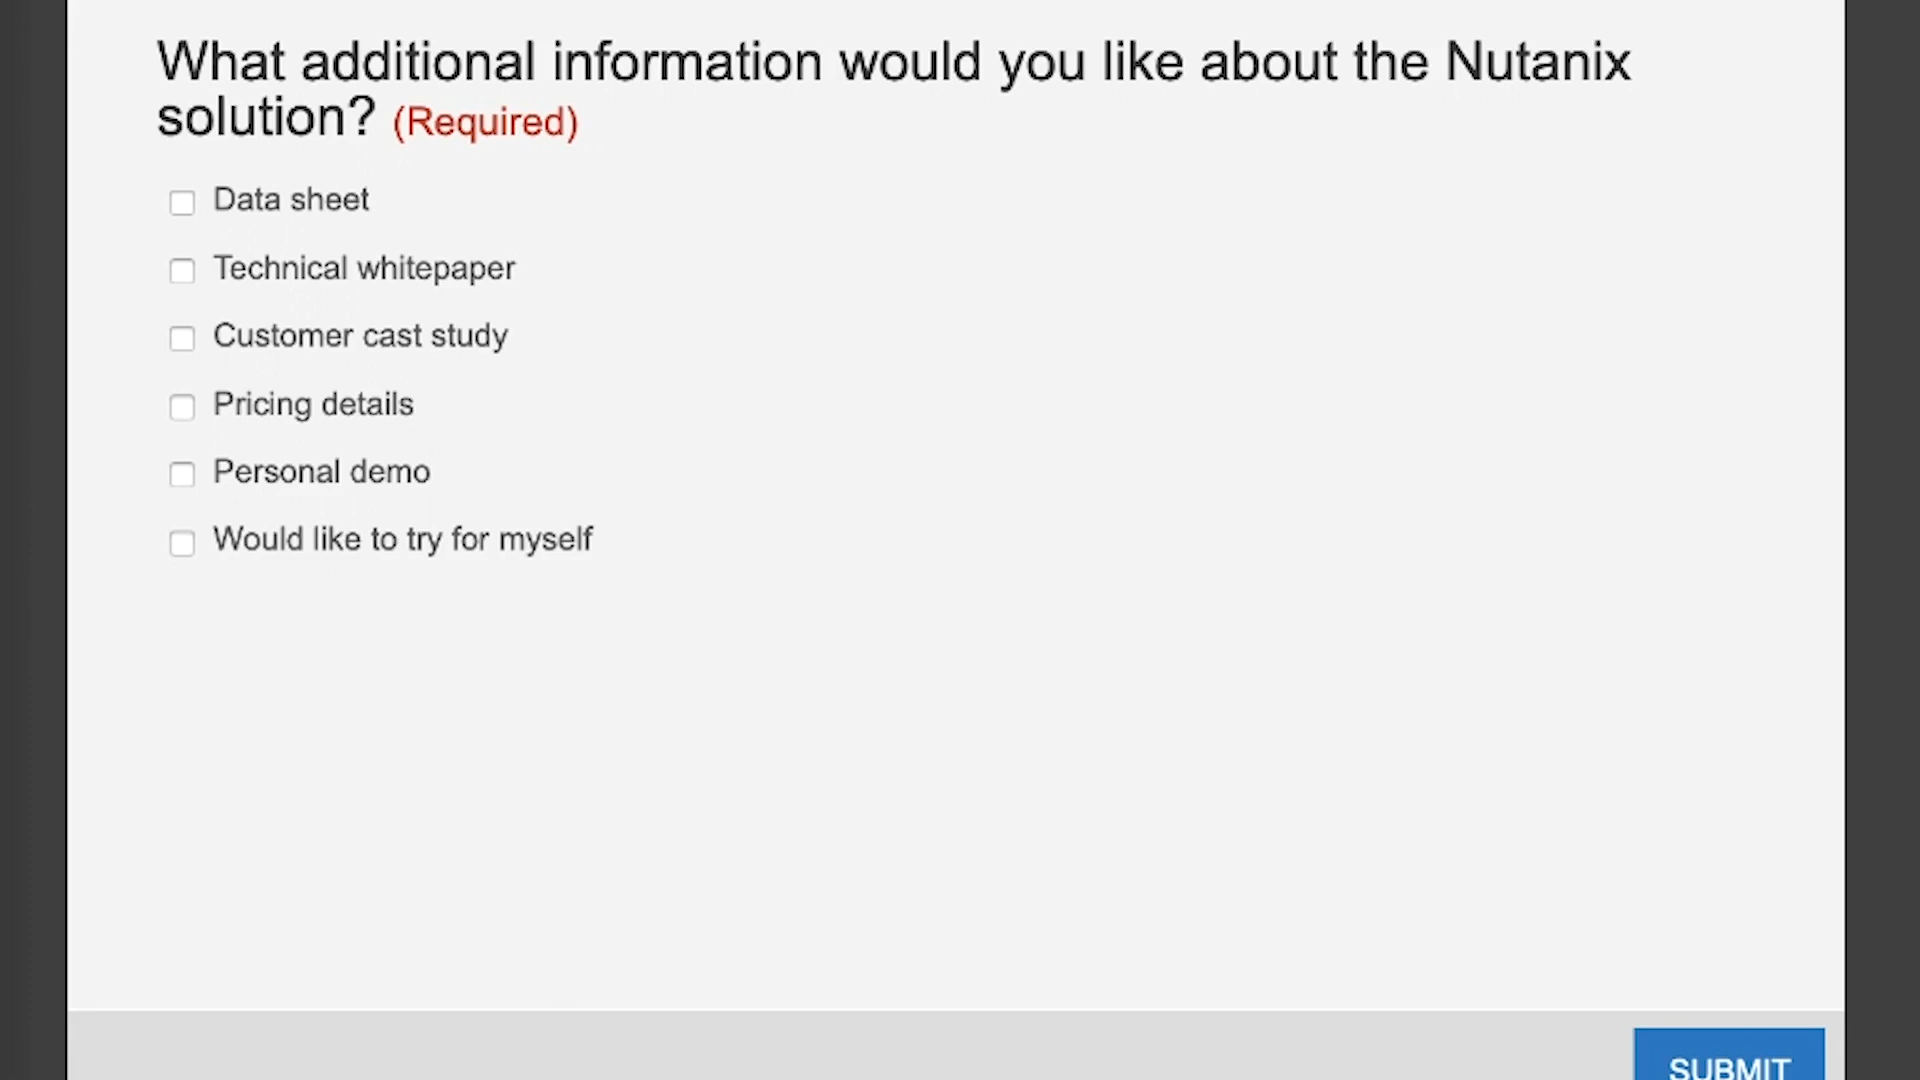 What additional information would you like about the Nutanix
solution? (Required)
Data sheet
Technical whitepaper
Customer cast study
Pricing details
Personal demo
Would like to try for myself
SUBMIT